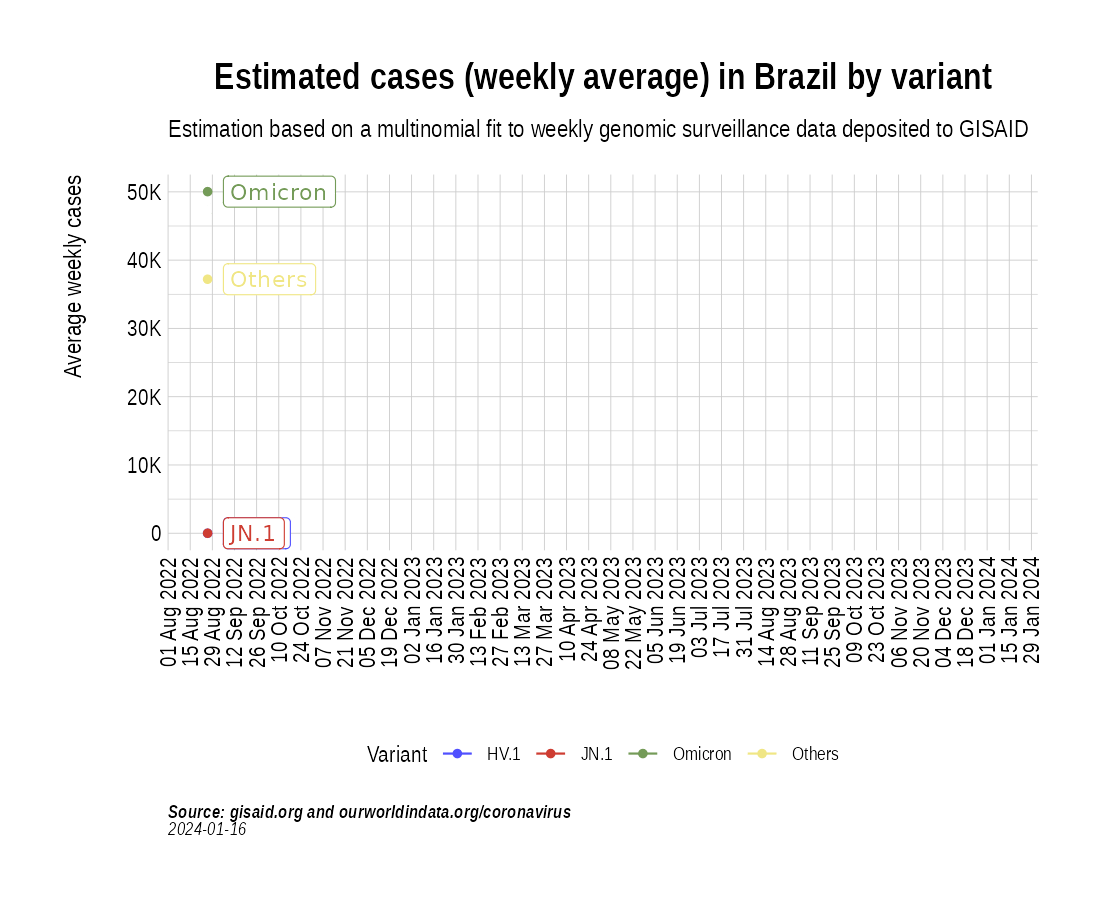 Estimated cases (weekly average) in Brazil by variant
Estimation based on a multinomial fit to weekly genomic surveillance data deposited to GISAID
Average weekly cases
50K
40K
30K
20K
10K
0
Omicron
Others
JN.1
01 Aug 2022
15 Aug 2022
29 Aug 2022
12 Sep 2022
26 Sep 2022
10 Oct 2022
24 Oct 2022
07 Nov 2022
21 Nov 2022
05 Dec 2022
19 Dec 2022
02 Jan 2023
16 Jan 2023
30 Jan 2023
13 Feb 2023
27 Feb 2023
13 Mar 2023
27 Mar 2023
10 Apr 2023
24 Apr 2023
08 May 2023
22 May 2023
05 Jun 2023
19 Jun 2023
03 Jul 2023
17 Jul 2023
31 Jul 2023
14 Aug 2023
28 Aug 2023
11 Sep 2023
25 Sep 2023
09 Oct 2023
23 Oct 2023
06 Nov 2023
20 Nov 2023
04 Dec 2023
18 Dec 2023
01 Jan 2024
15 Jan 2024
29 Jan 2024
Variant HV.1 JN.1 Omicron Others
Source: gisaid.org and ourworldindata.org/coronavirus
2024-01-16